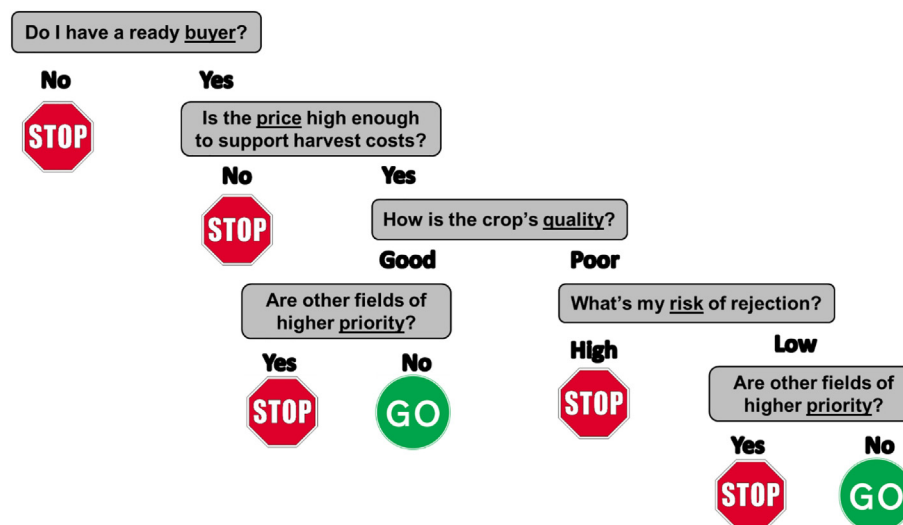 Do I have a ready buyer?
No Yes
STOP
Is the price high enough
to support harvest costs?
No Yes
STOP
How is the crop's quality?
Good Poor
Are other fields of
higher priority?
What's my risk of rejection?
Yes No
High Low
STOP GO
STOP
Are other fields of
higher priority?
Yes No
STOP GO